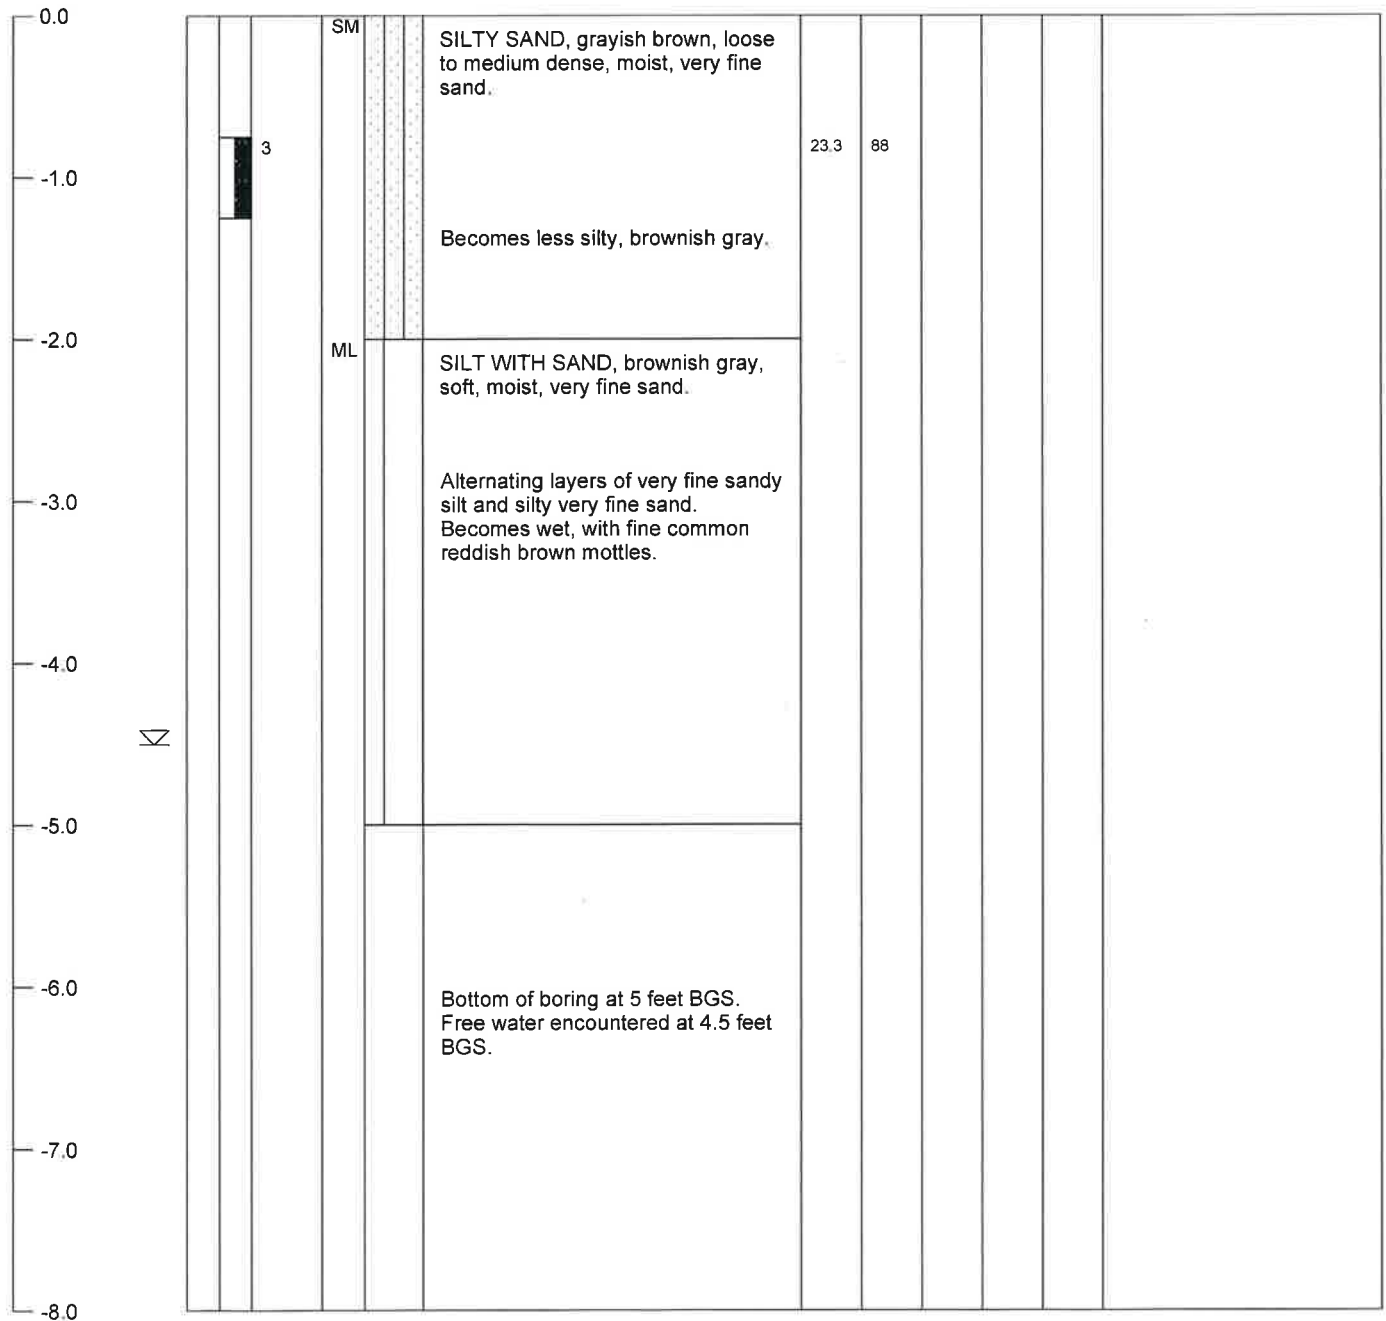 0.0
SM
SILTY SAND, grayish brown, loose
to medium dense, moist, very fine
sand.
3
23.3
88
-1.0
Becomes less silty, brownish gray.
-2.0
ML
SILT WITH SAND, brownish gray,
soft, moist, very fine sand.
Alternating layers of very fine sandy
silt and silty very fine sand.
Becomes wet, with fine common
reddish brown mottles.
-3.0
-4.0
-5.0
-6.0
Bottom of boring at 5 feet BGS.
Free water encountered at 4.5 feet
BGS.
-7.0
-8.0